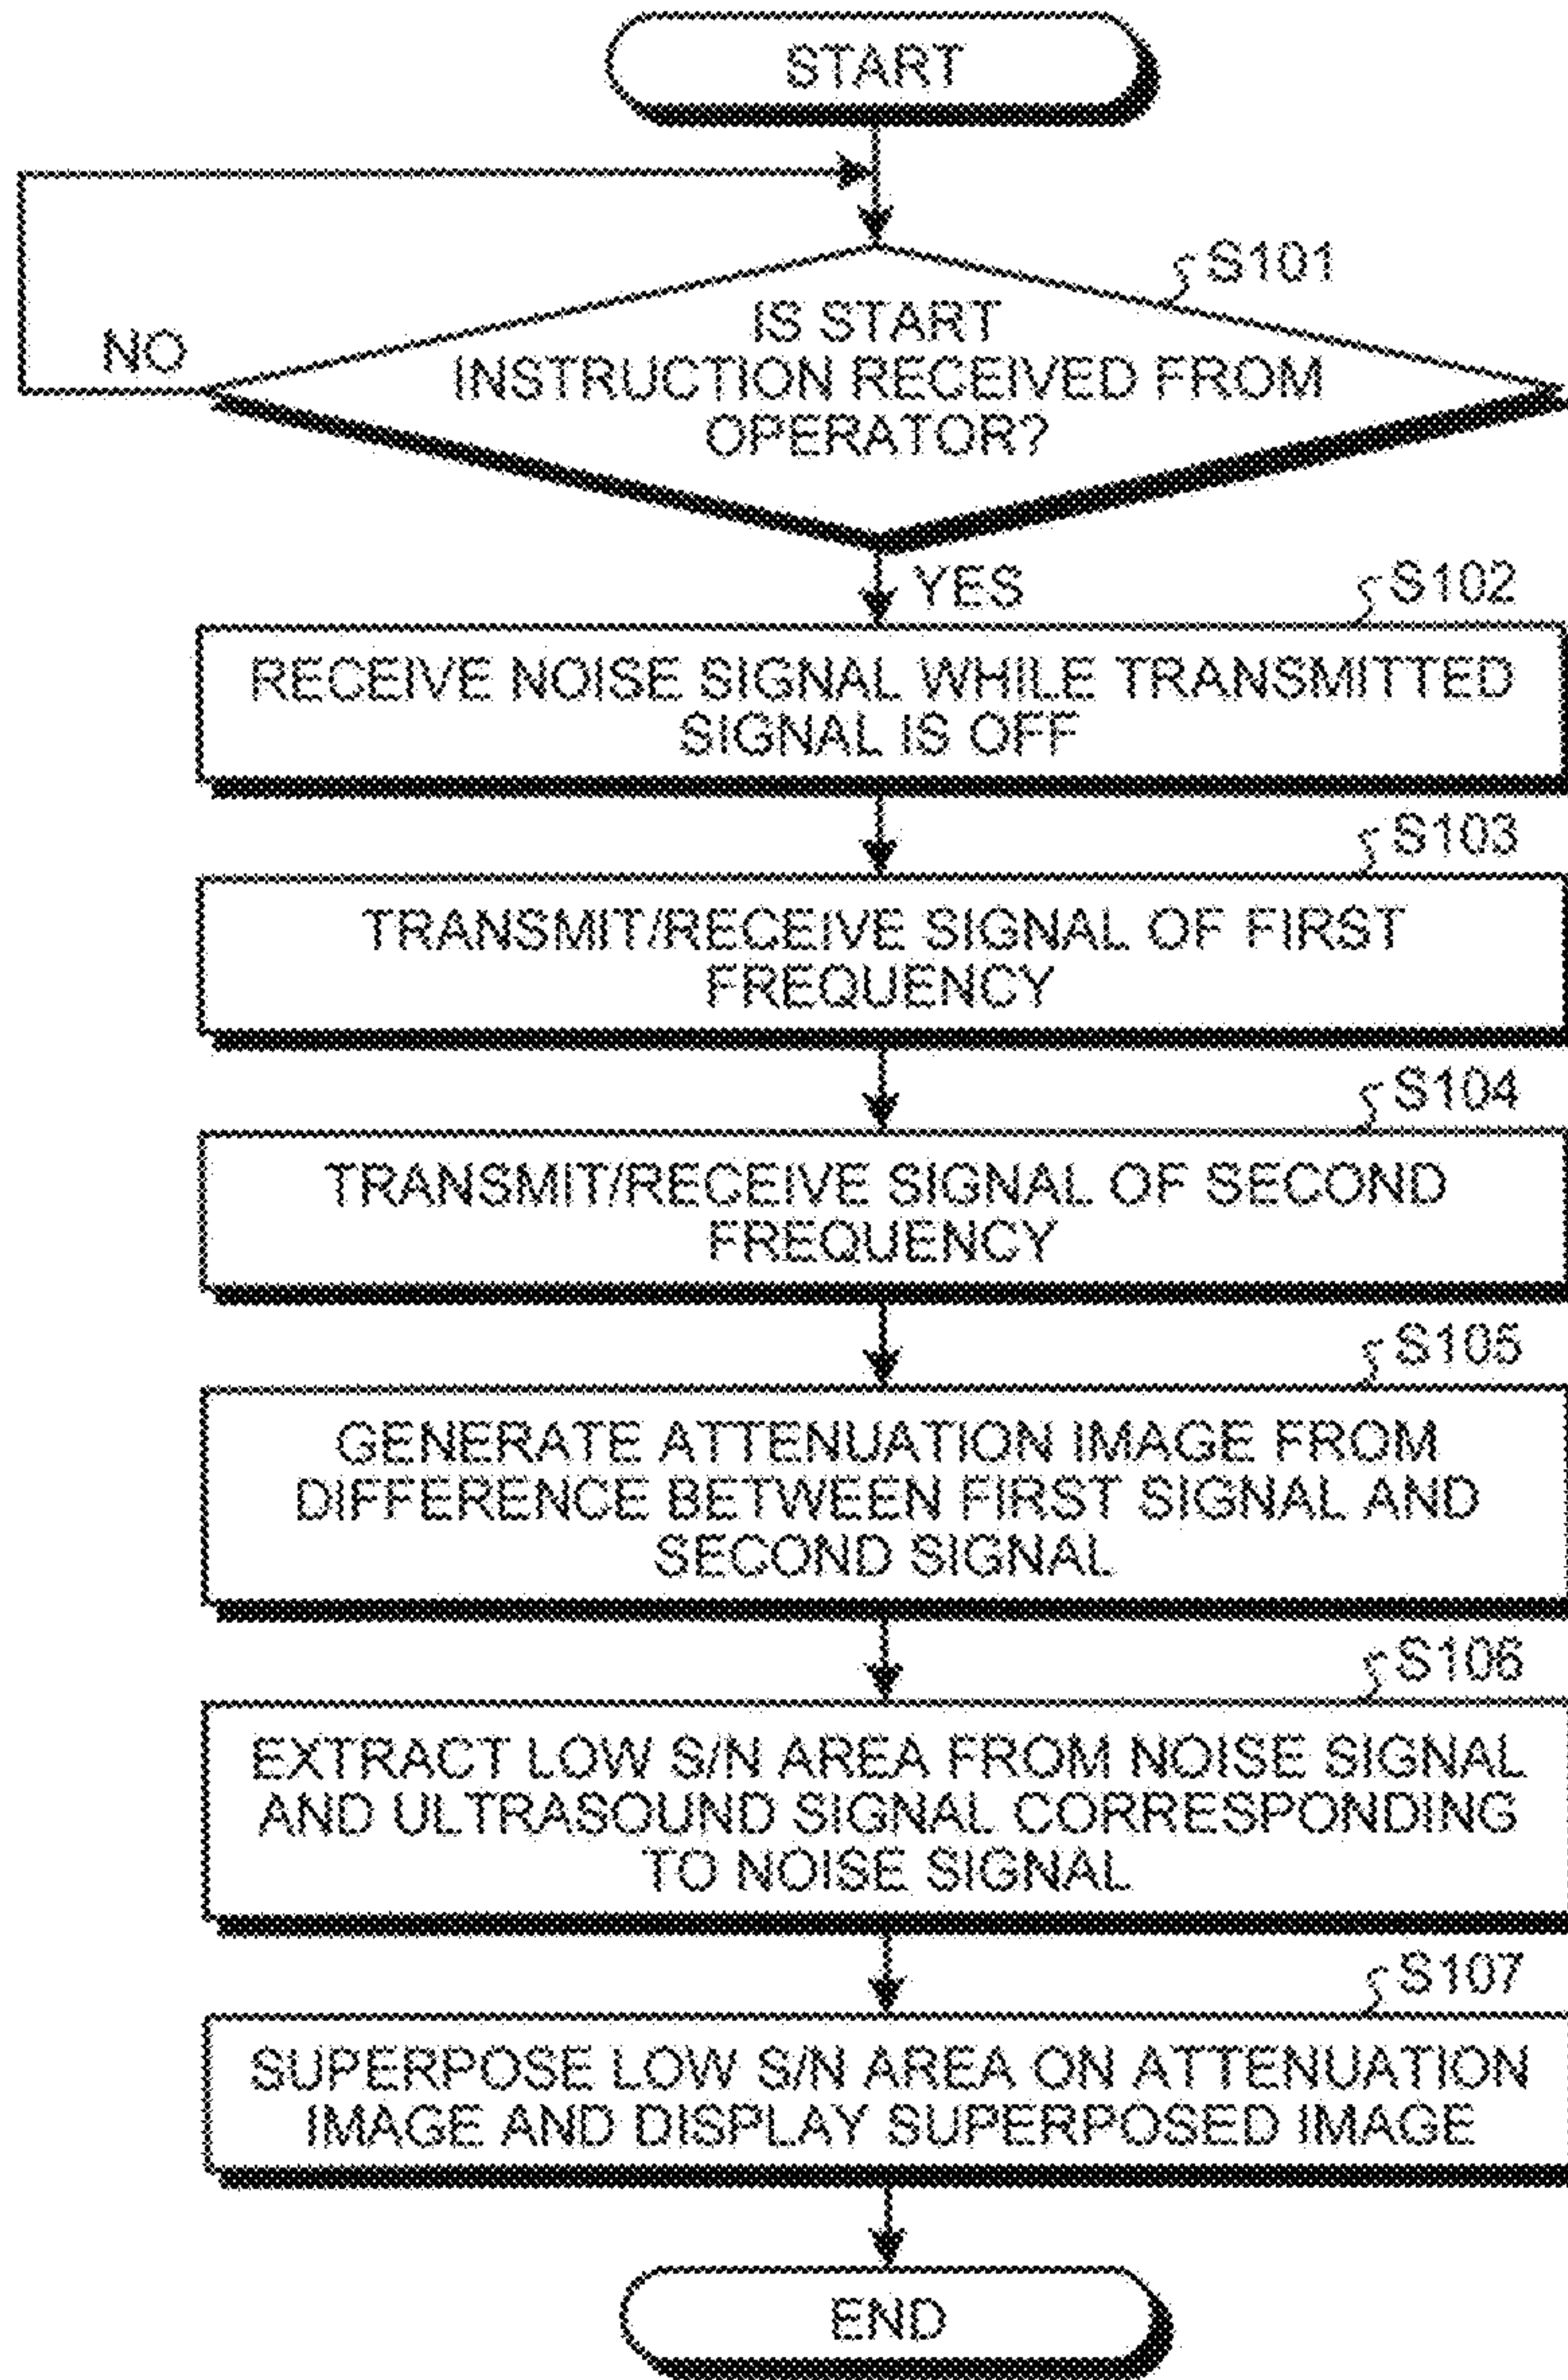 START
S101
IS START
INSTRUCTION RECEIVED FROM
OPERATOR?
NO
YES
S102
RECEIVE NOISE SIGNAL WHILE TRANSMITTED
SIGNAL IS OFF
S103
TRANSMIT/RECEIVE SIGNAL OF FIRST
FREQUENCY
S104
TRANSMIT/RECEIVE SIGNAL OF SECOND
FREQUENCY
S105
GENERATE ATTENUATION IMAGE FROM
DIFFERENCE BETWEEN FIRST SIGNAL AND
SECOND SIGNAL
S106
EXTRACT LOW S/N AREA FROM NOISE SIGNAL
AND ULTRASOUND SIGNAL CORRESPONDING
TO NOISE SIGNAL
S107
SUPERPOSE LOW S/N AREA ON ATTENUATION
IMAGE AND DISPLAY SUPERPOSED IMAGE
END